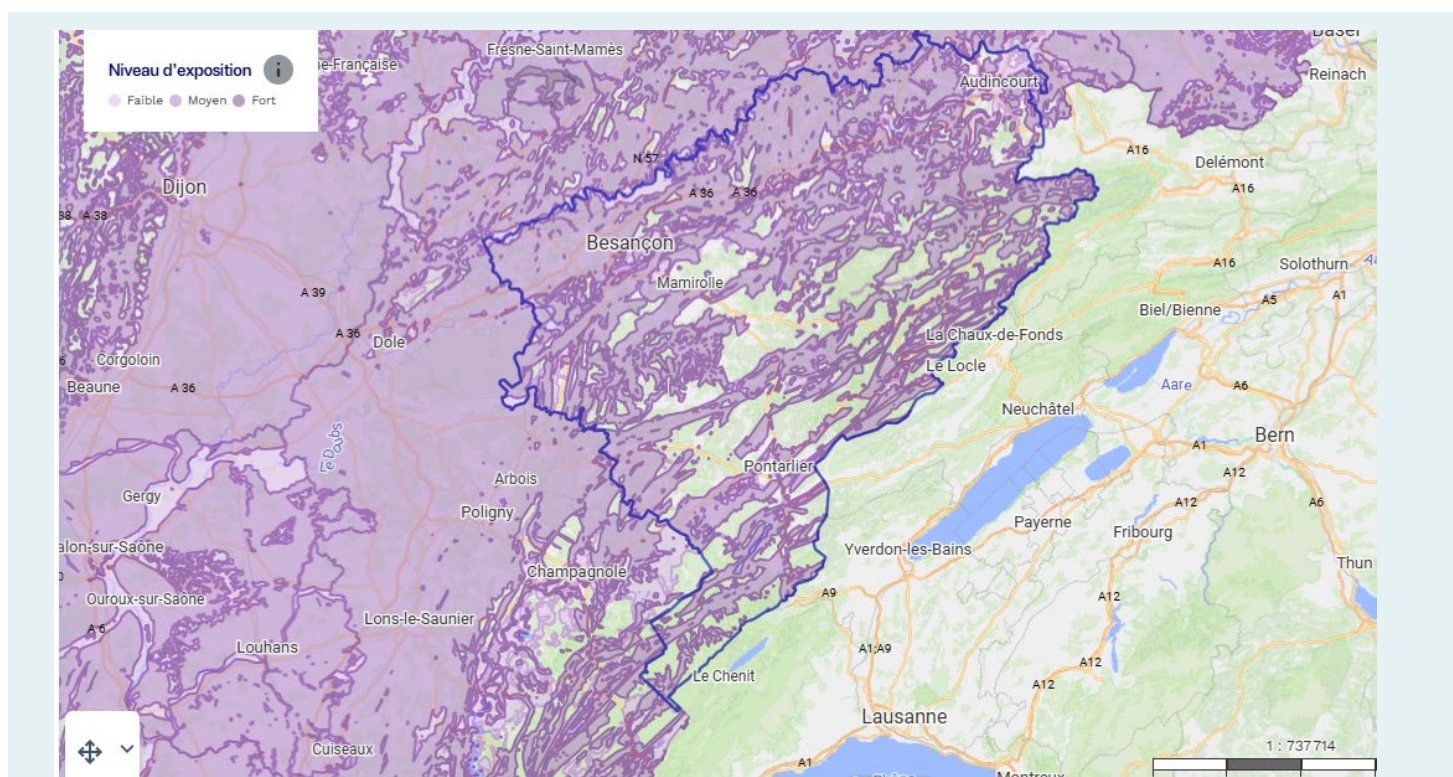 Niveau d'exposition i
Faible Moyen Fort
Fresne-Saint-Mamès
ue-Française
Basel
Reinach
Audincourt
N 57
A16
Delémont
Dijon
A 36 A 36
A16
38 A 38
Besançon
A16
Solothurn
A 39
Mamirolle
A5
A1
Biel/Bienne
A 36
Dole
La Chaux-de-Fonds
Corgoloin
Le Locle
Beaune
A 36
Aare
A6
Neuchâtel
Le Doubs
Bern
A1
Pontarlier
A12
Arbois
Gergy
Poligny
A12
A6
Payerne
Fribourg
alon-sur-Saône
Yverdon-les-Bains
Champagnole
Thun
Ouroux-sur-Saône
A9
A12
Lons-le-Saunier
A 6
Louhans
A1;A9
A12
Le Chenit
A12
Lausanne
Cuiseaux
1 : 737 714
A1
Montreux